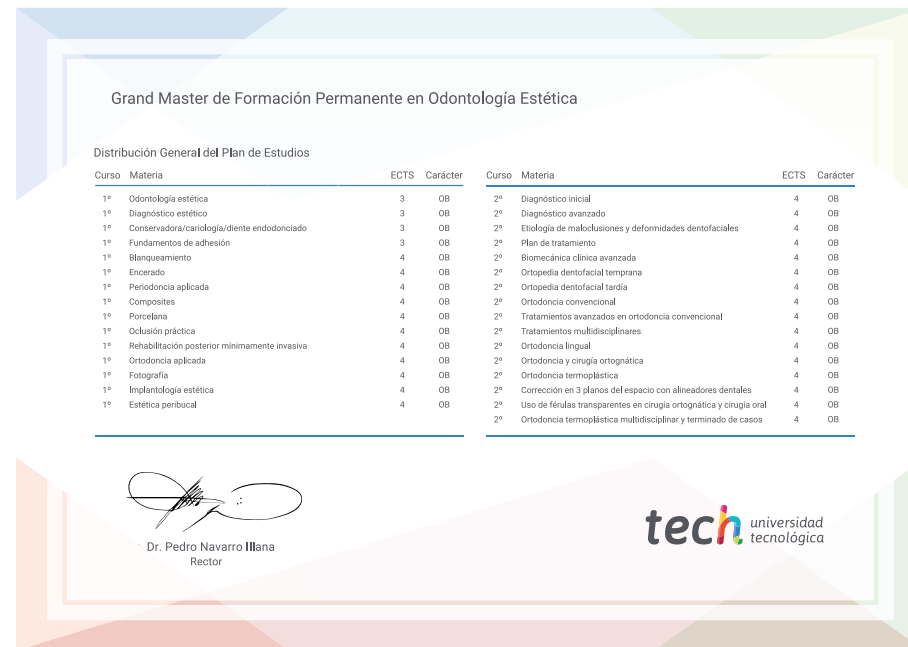 Grand Master de Formación Permanente en Odontología Estética
Distribución General del Plan de Estudios
Curso Materia ECTS Carácter
1º Odontología estética 3 OB
1º Diagnóstico estético 3 OB
1º Conservadora/cariología/diente endodonciado 3 OB
1º Fundamentos de adhesión 3 OB
1º Blanqueamiento 4 OB
1º Encerado 4 OB
1º Periodoncia aplicada 4 OB
1º Composites 4 OB
1º Porcelana 4 OB
1º Oclusión práctica 4 OB
1º Rehabilitación posterior mínimamente invasiva 4 OB
1º Ortodoncia aplicada 4 OB
1º Fotografía 4 OB
1º Implantología estética 4 OB
1º Estética peribucal 4 OB
Curso Materia ECTS Carácter
2º Diagnóstico inicial 4 OB
2º Diagnóstico avanzado 4 OB
2º Etiología de maloclusiones y deformidades dentofaciales 4 OB
2º Plan de tratamiento 4 OB
2º Biomecánica clínica avanzada 4 OB
2º Ortopedia dentofacial temprana 4 OB
2º Ortopedia dentofacial tardía 4 OB
2º Ortodoncia convencional 4 OB
2º Tratamientos avanzados en ortodoncia convencional 4 OB
2º Tratamientos multidisciplinares 4 OB
2º Ortodoncia lingual 4 OB
2º Ortodoncia y cirugía ortognática 4 OB
2º Ortodoncia termoplástica 4 OB
2º Corrección en 3 planos del espacio con alineadores dentales 4 OB
2º Uso de férulas transparentes en cirugía ortognática y cirugía oral 4 OB
2º Ortodoncia termoplástica multidisciplinar y terminado de casos 4 OB
Dr. Pedro Navarro Illana
Rector
tech universidad
tecnológica